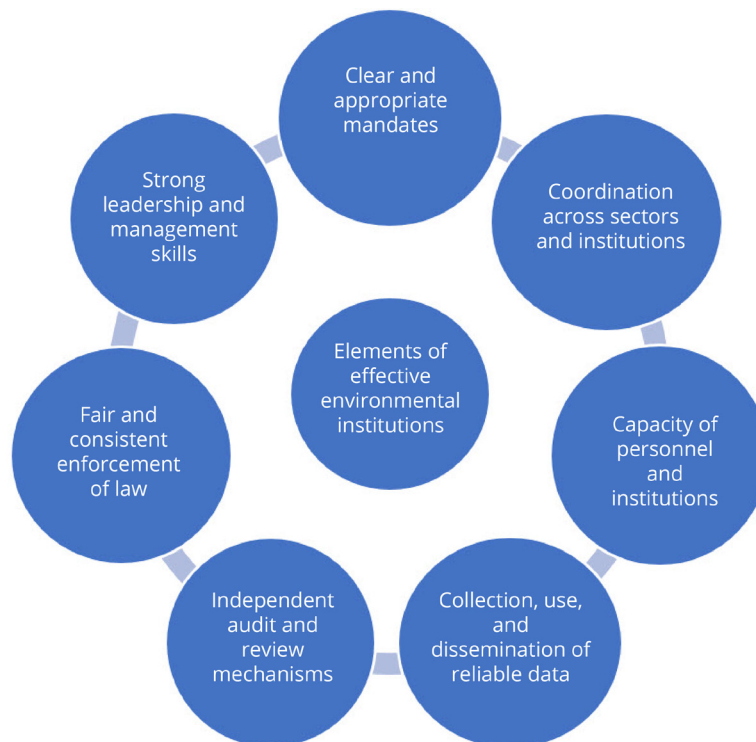 Clear and
appropriate
mandates
Coordination
across sectors
and institutions
Capacity of
personnel
and
institutions
Collection, use,
and
dissemination of
reliable data
Independent
audit and
review
mechanisms
Fair and
consistent
enforcement
of law
Strong
leadership and
management
skills
Elements of
effective
environmental
institutions